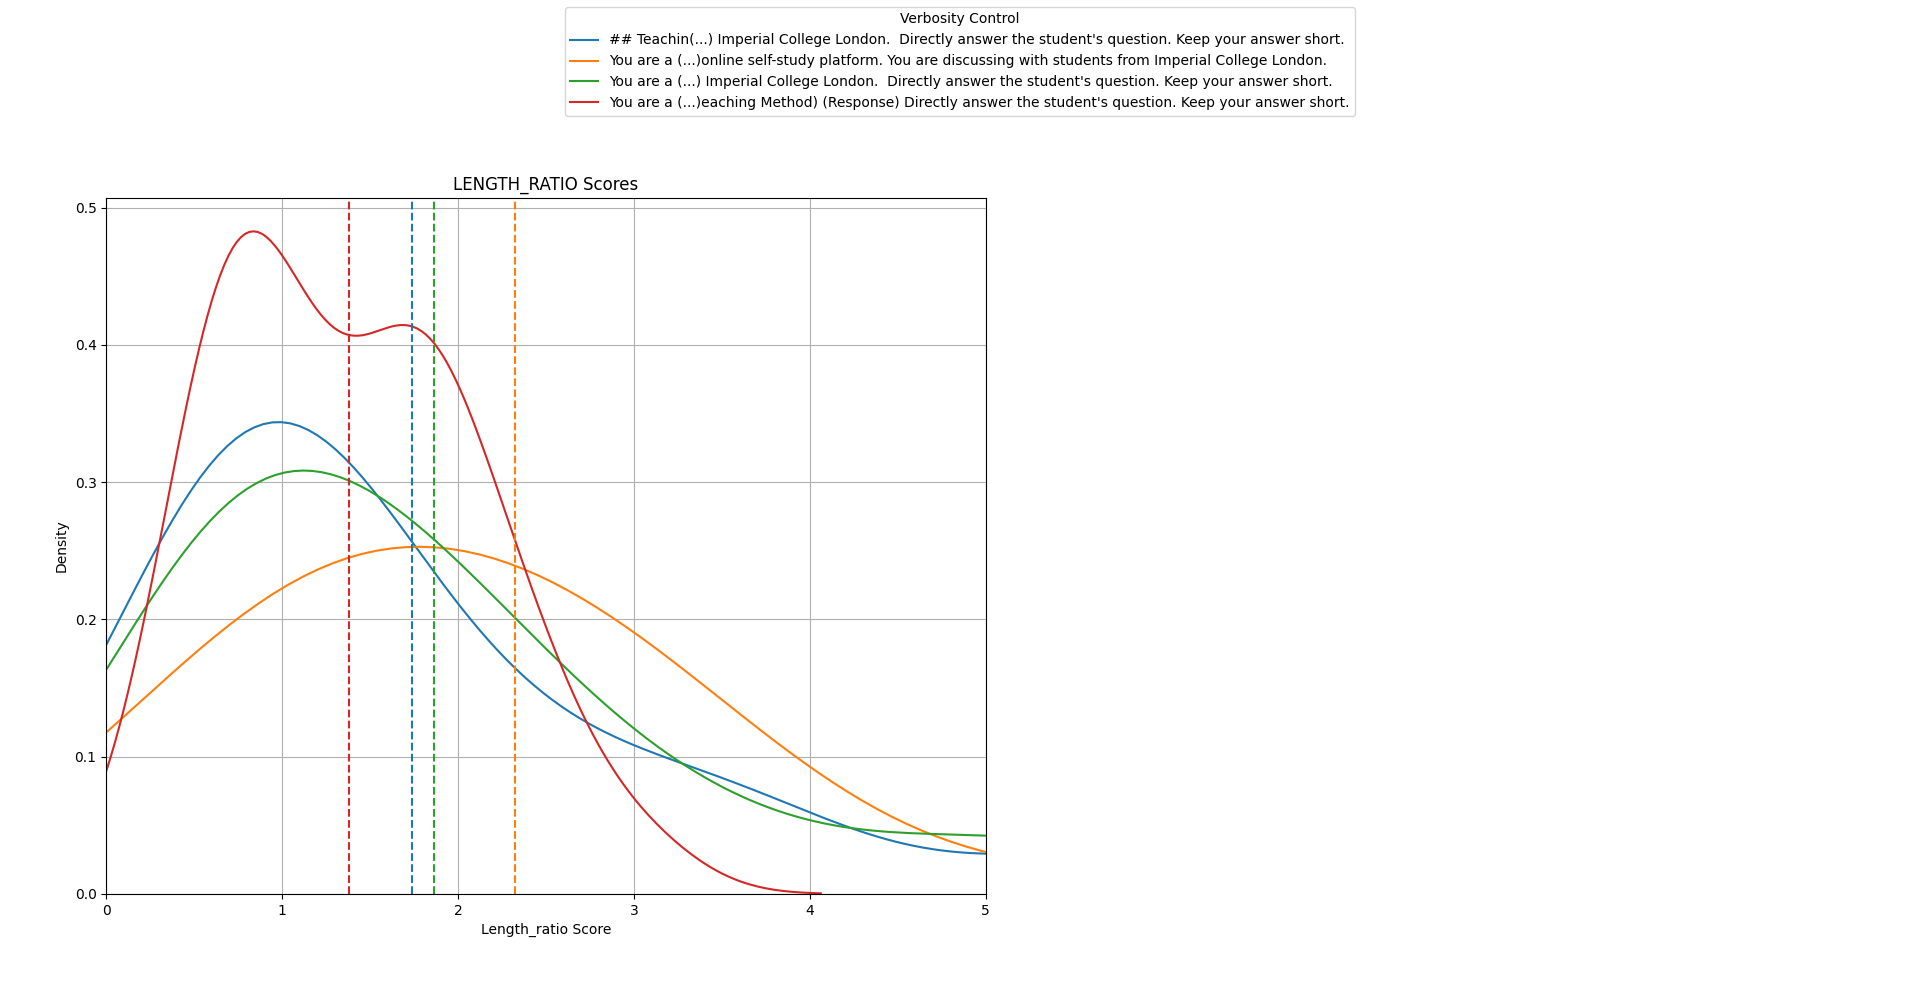 Verbosity Control
## Teachin(...) Imperial College London.  Directly answer the student's question. Keep your answer short.
You are a (...)online self-study platform. You are discussing with students from Imperial College London.
You are a (...) Imperial College London.  Directly answer the student's question. Keep your answer short.
You are a (...)eaching Method) (Response) Directly answer the student's question. Keep your answer short.
LENGTH_RATIO Scores
0.5
0.4
0.3
0.2
0.1
0.0
Density
0 1 2 3 4 5
Length_ratio Score